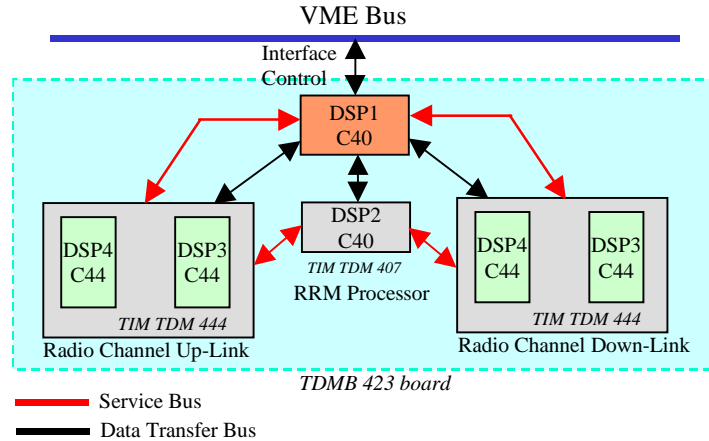 VME Bus
Interface
Control
DSP1
C40
DSP2
C40
DSP4
C44
DSP3
C44
DSP4
C44
DSP3
C44
TIM TDM 407
RRM Processor
TIM TDM 444
TIM TDM 444
Radio Channel Up-Link
Radio Channel Down-Link
TDMB 423 board
Service Bus
Data Transfer Bus